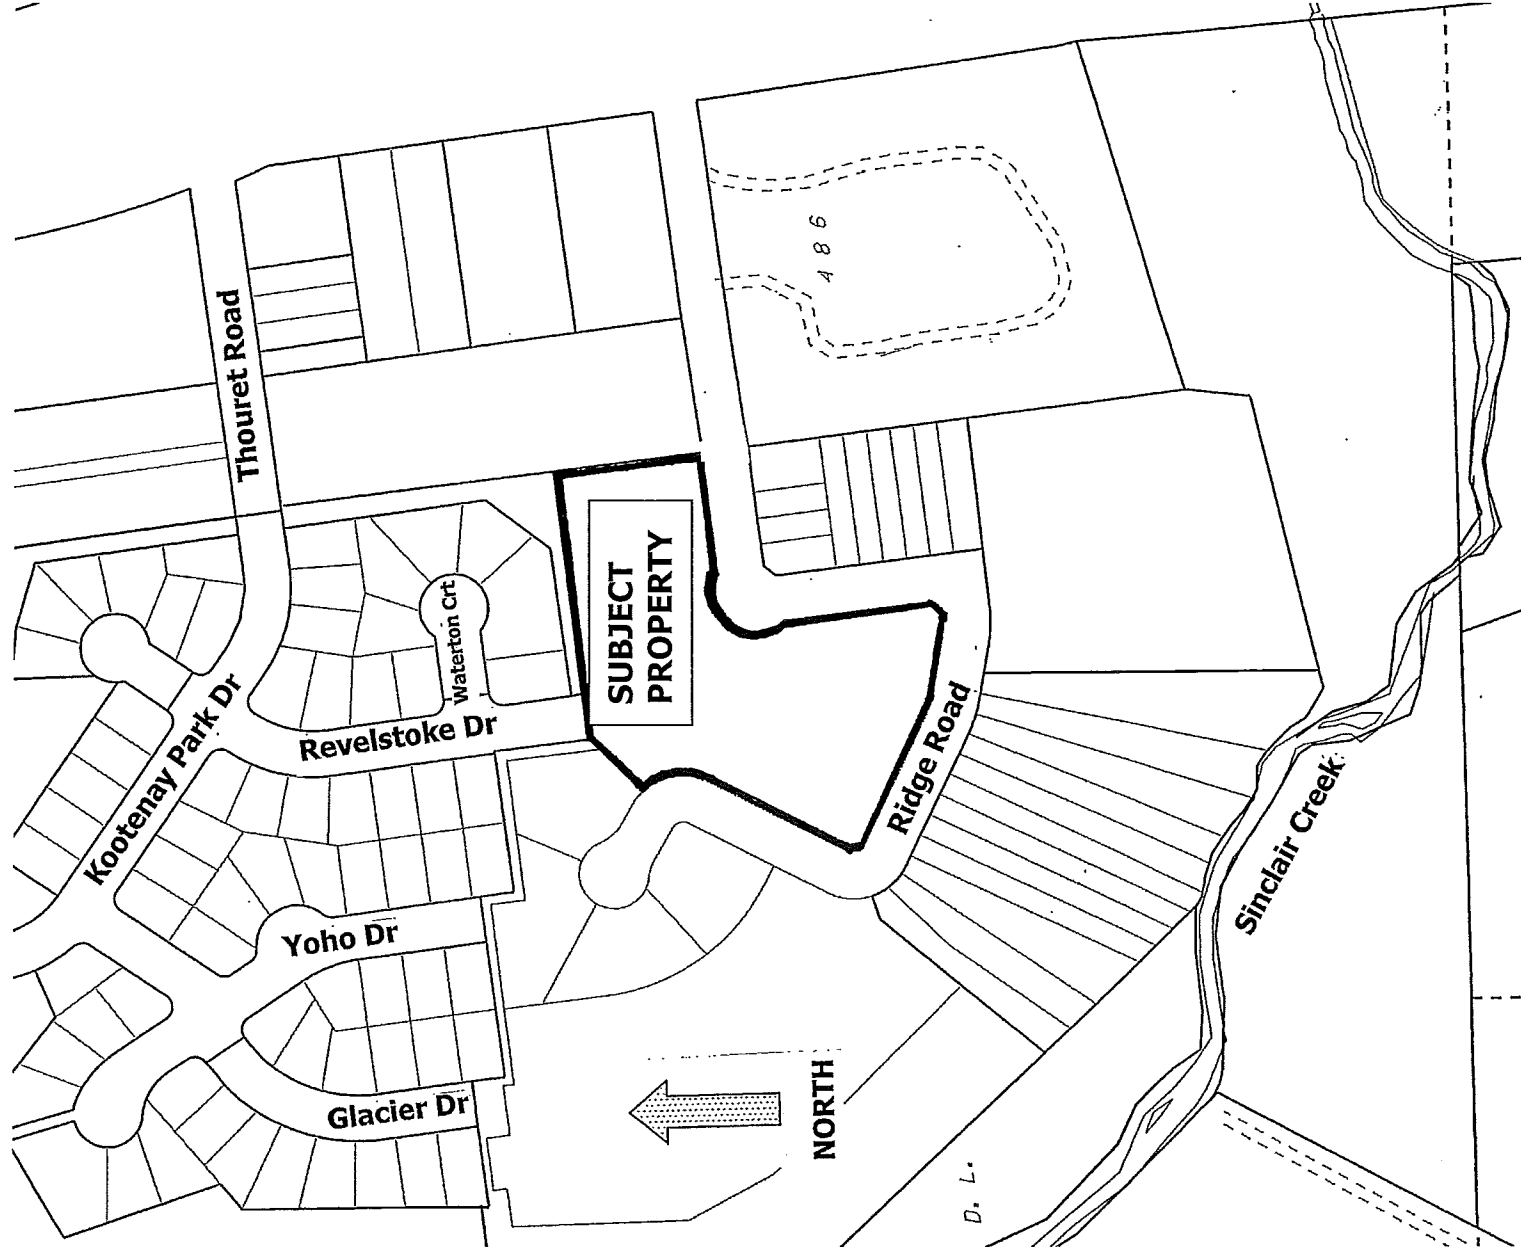 486
Thouret Road
SUBJECT
PROPERTY
Waterton Crt
Revelstoke Dr
Kootenay Park Dr
Ridge Road
Sinclair Creek
Yoho Dr
Glacier Dr
NORTH
D. L.